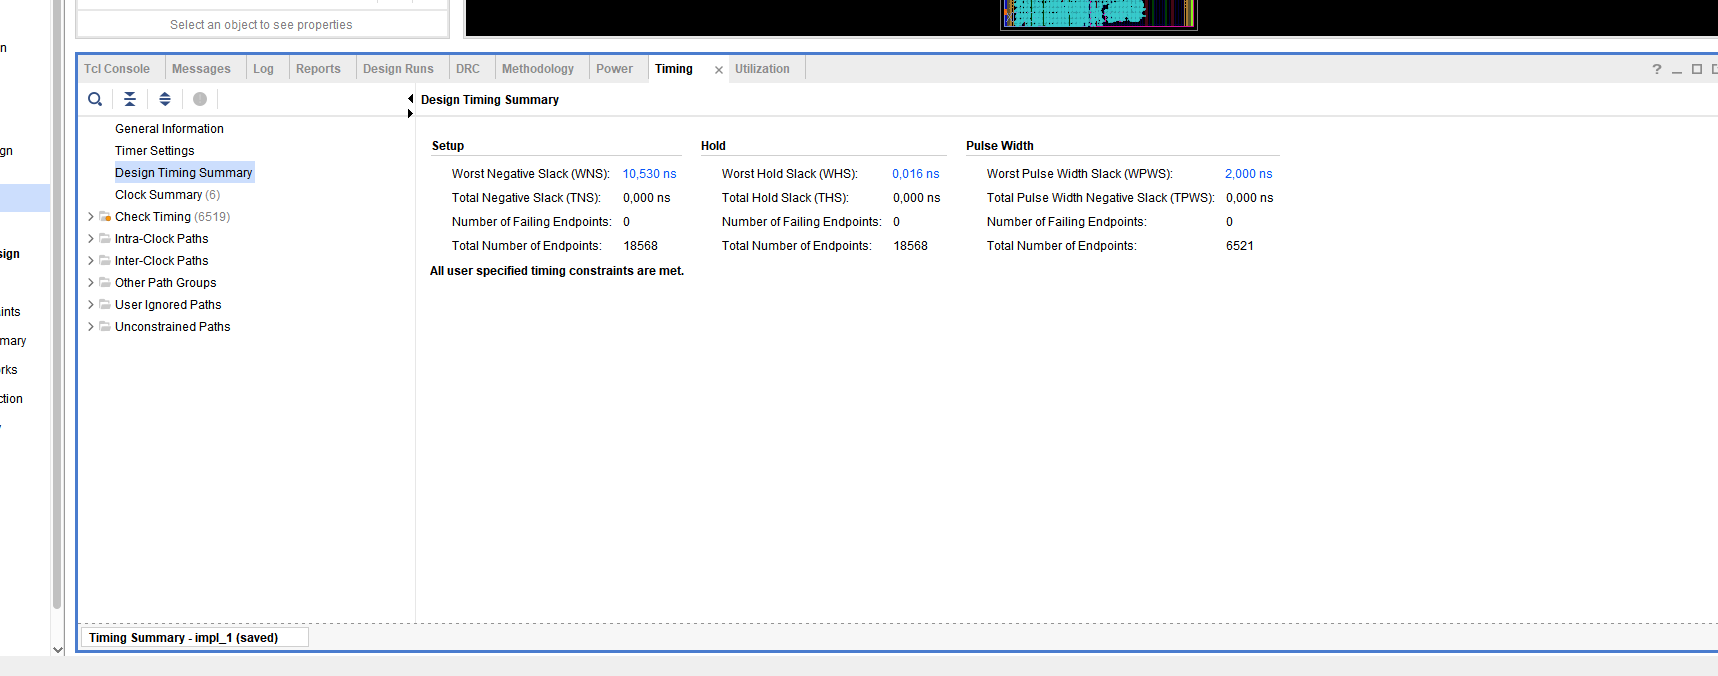 n
gn
sign
ints
mary
rks
ction
Select an object to see properties
Tcl Console Messages Log Reports Design Runs DRC Methodology Power Timing × Utilization ?
Design Timing Summary
General Information
Timer Settings
Design Timing Summary
Clock Summary (6)
Check Timing (6519)
Intra-Clock Paths
Inter-Clock Paths
Other Path Groups
User Ignored Paths
Unconstrained Paths
Setup
Worst Negative Slack (WNS): 10,530 ns
Total Negative Slack (TNS): 0,000 ns
Number of Failing Endpoints: 0
Total Number of Endpoints: 18568
Hold
Worst Hold Slack (WHS): 0,016 ns
Total Hold Slack (THS): 0,000 ns
Number of Failing Endpoints: 0
Total Number of Endpoints: 18568
Pulse Width
Worst Pulse Width Slack (WPWS): 2,000 ns
Total Pulse Width Negative Slack (TPWS): 0,000 ns
Number of Failing Endpoints: 0
Total Number of Endpoints: 6521
All user specified timing constraints are met.
Timing Summary - impl_1 (saved)